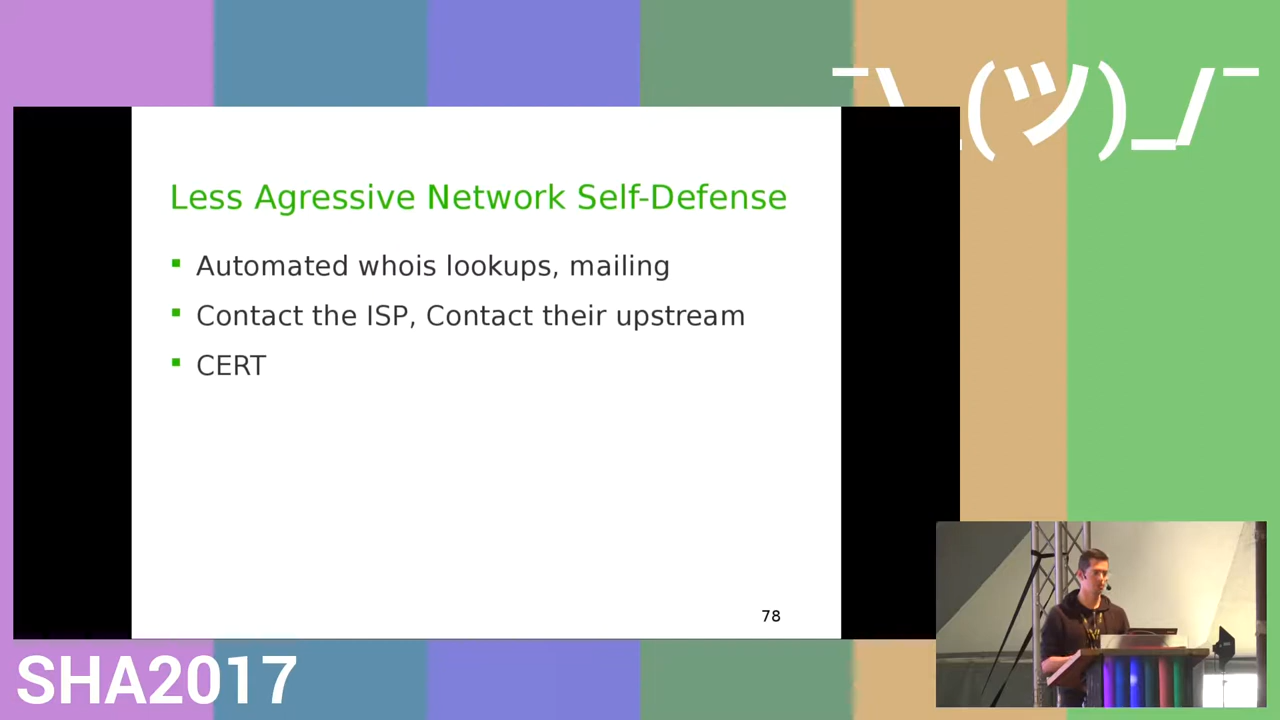 ¯\_(ツ)_/¯
Less Agressive Network Self-Defense
Automated whois lookups, mailing
Contact the ISP, Contact their upstream
CERT
78
SHA2017